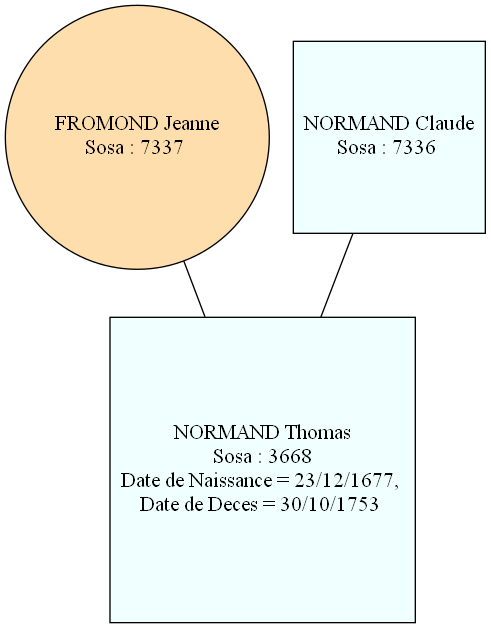 FROMOND Jeanne
Sosa : 7337
NORMAND Claude
Sosa : 7336
NORMAND Thomas
Sosa : 3668
Date de Naissance = 23/12/1677,
Date de Deces = 30/10/1753